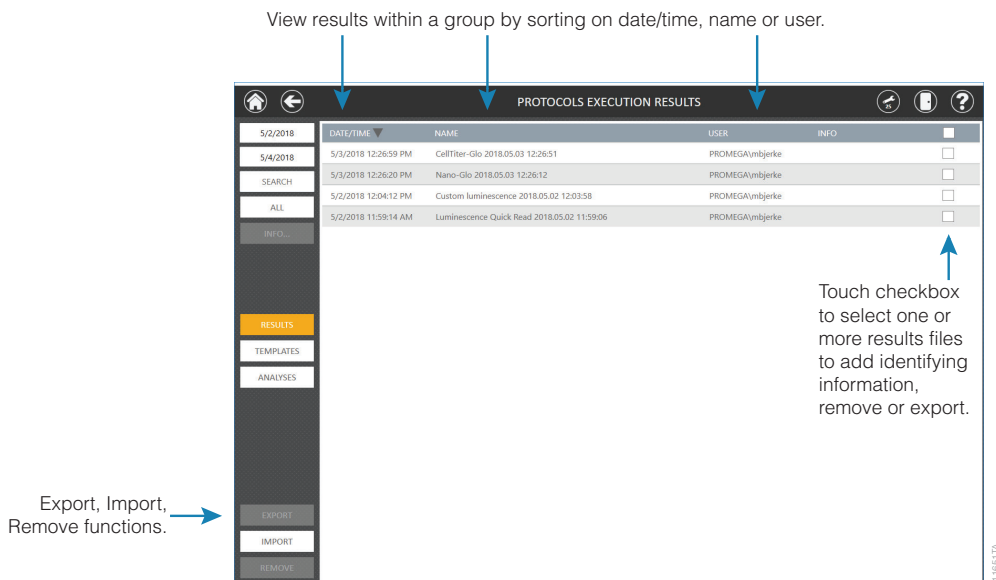 View results within a group by sorting on date/time, name or user.
PROTOCOLS EXECUTION RESULTS
25
?
5/2/2018
5/4/2018
SEARCH
ALL
INFO...
RESULTS
TEMPLATES
ANALYSES
EXPORT
IMPORT
REMOVE
DATE/TIME NAME USER INFO
5/3/2018 12:26:59 PM CellTiter-Glo 2018.05.03 12:26:51 PROMEGA\mbjerke
5/3/2018 12:26:20 PM Nano-Glo 2018.05.03 12:26:12 PROMEGA\mbjerke
5/2/2018 12:04:12 PM Custom luminescence 2018.05.02 12:03:58 PROMEGA\mbjerke
5/2/2018 11:59:14 AM Luminescence Quick Read 2018.05.02 11:59:06 PROMEGA\mbjerke
Touch checkbox
to select one or
more results files
to add identifying
information,
remove or export.
Export, Import,
Remove functions.